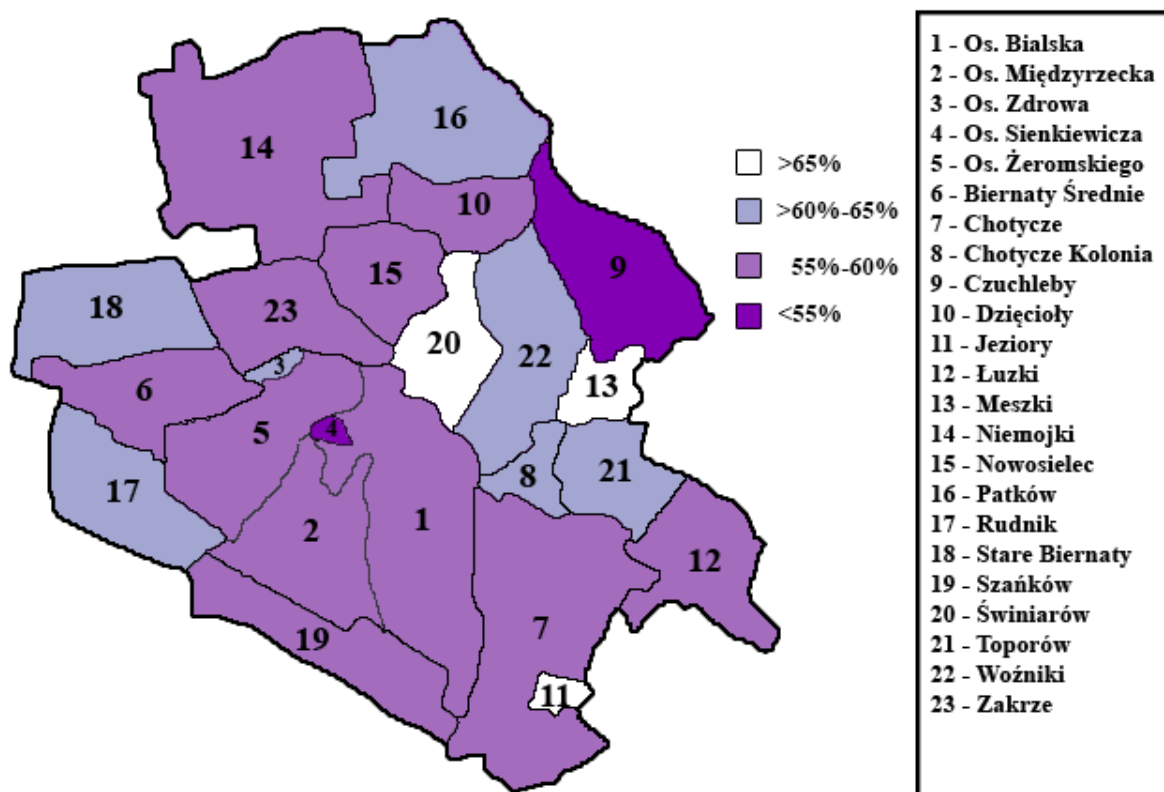 14
16
10
9
15
18
23
20
22
13
3
6
5
4
8
21
17
2
1
12
7
19
11
>65%
>60%-65%
55%-60%
<55%
1 - Os. Bialska
2 - Os. Międzyrzecka
3 - Os. Zdrowa
4 - Os. Sienkiewicza
5 - Os. Żeromskiego
6 - Biernaty Średnie
7 - Chotycze
8 - Chotycze Kolonia
9 - Czuchleby
10 - Dzięcioły
11 - Jeziory
12 - Łuzki
13 - Meszki
14 - Niemojki
15 - Nowosielec
16 - Patków
17 - Rudnik
18 - Stare Biernaty
19 - Szańków
20 - Świniarów
21 - Toporów
22 - Woźniki
23 - Zakrze